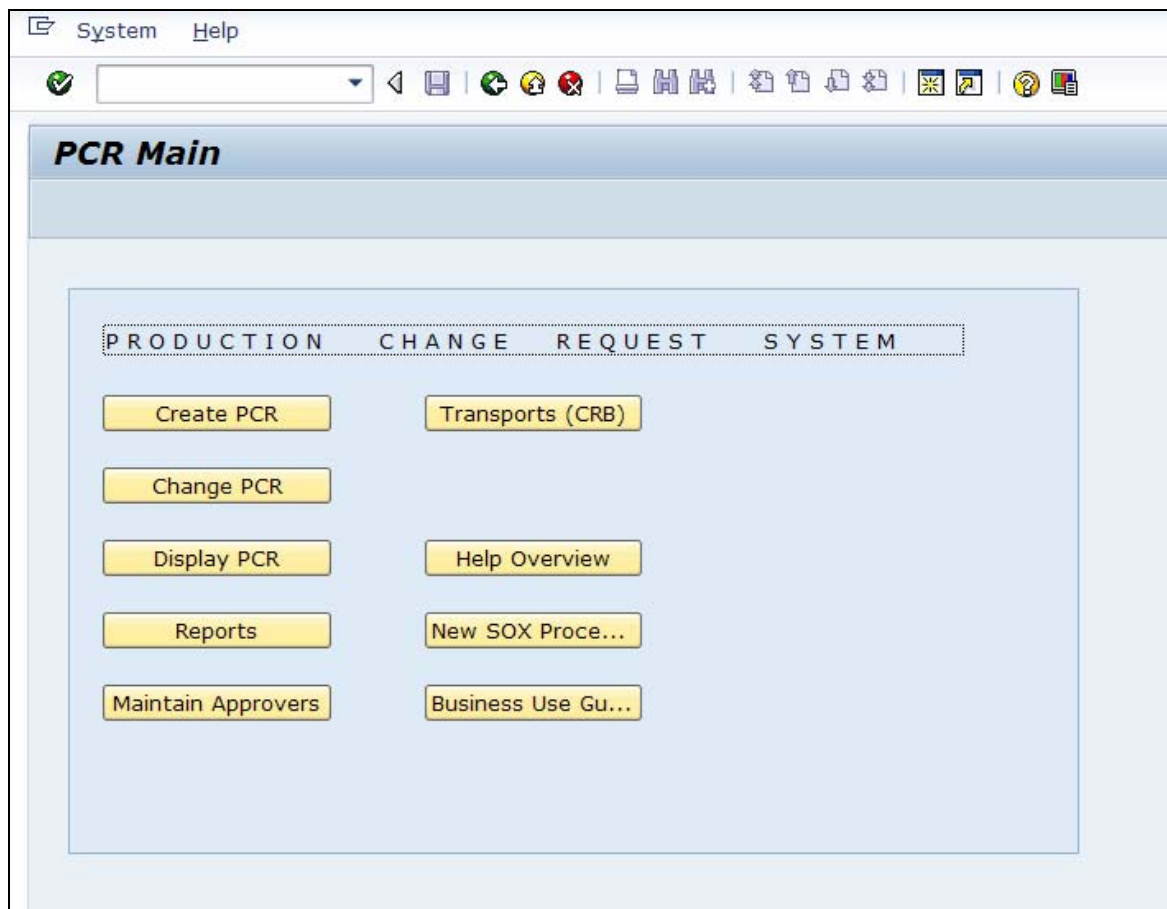 System Help
PCR Main
PRODUCTION CHANGE REQUEST SYSTEM
Create PCR Transports (CRB)
Change PCR
Display PCR Help Overview
Reports New SOX Proce...
Maintain Approvers Business Use Gu...